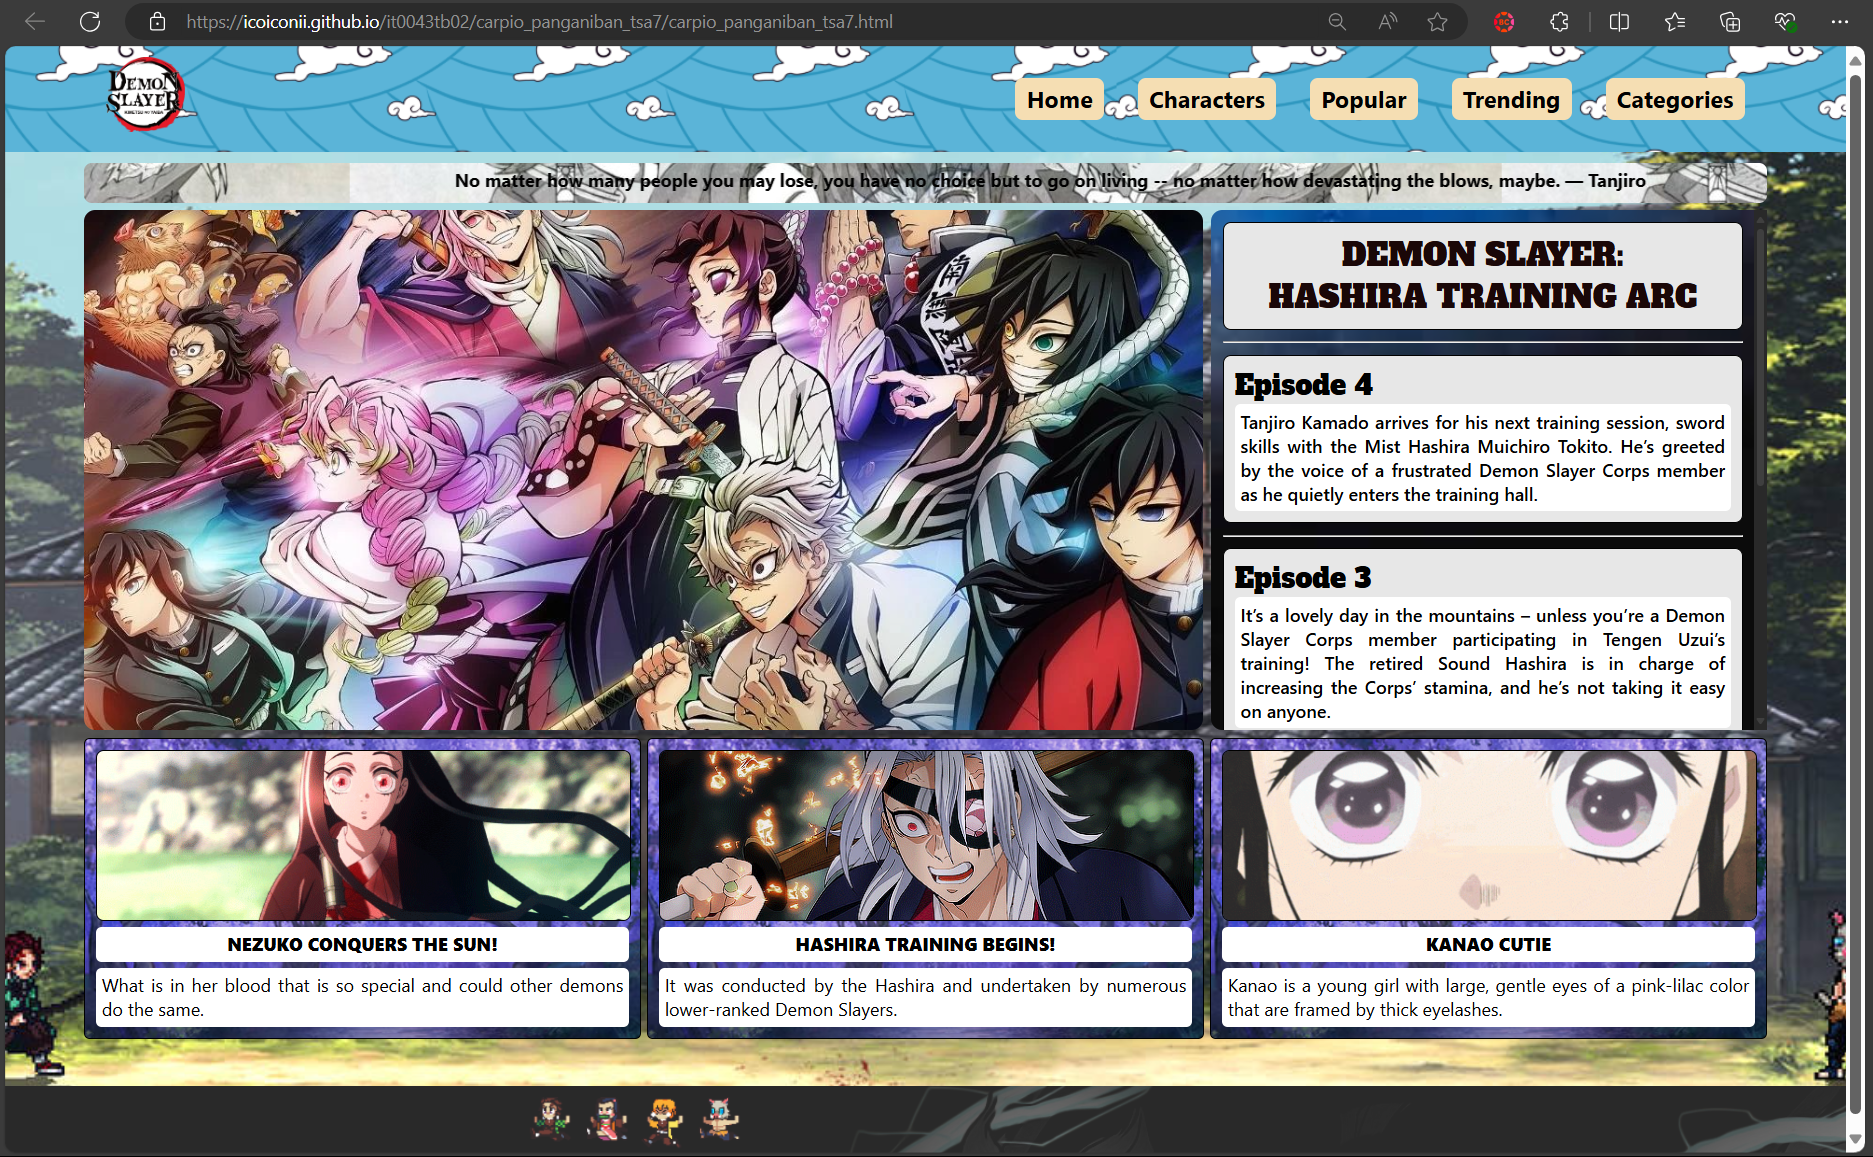 https://icoiconii.github.io/it0043tb02/carpio_panganiban_tsa7/carpio_panganiban_tsa7.html
DEMON
SLAYER
KIMETSU NO YAIBA
Home
Characters
Popular
Trending
Categories
No matter how many people you may lose, you have no choice but to go on living -- no matter how devastating the blows, maybe. — Tanjiro
DEMON SLAYER:
HASHIRA TRAINING ARC
Episode 4
Tanjiro Kamado arrives for his next training session, sword
skills with the Mist Hashira Muichiro Tokito. He’s greeted
by the voice of a frustrated Demon Slayer Corps member
as he quietly enters the training hall.
Episode 3
It’s a lovely day in the mountains – unless you’re a Demon
Slayer Corps member participating in Tengen Uzui’s
training! The retired Sound Hashira is in charge of
increasing the Corps’ stamina, and he’s not taking it easy
on anyone.
NEZUKO CONQUERS THE SUN!
What is in her blood that is so special and could other demons
do the same.
HASHIRA TRAINING BEGINS!
It was conducted by the Hashira and undertaken by numerous
lower-ranked Demon Slayers.
KANAO CUTIE
Kanao is a young girl with large, gentle eyes of a pink-lilac color
that are framed by thick eyelashes.